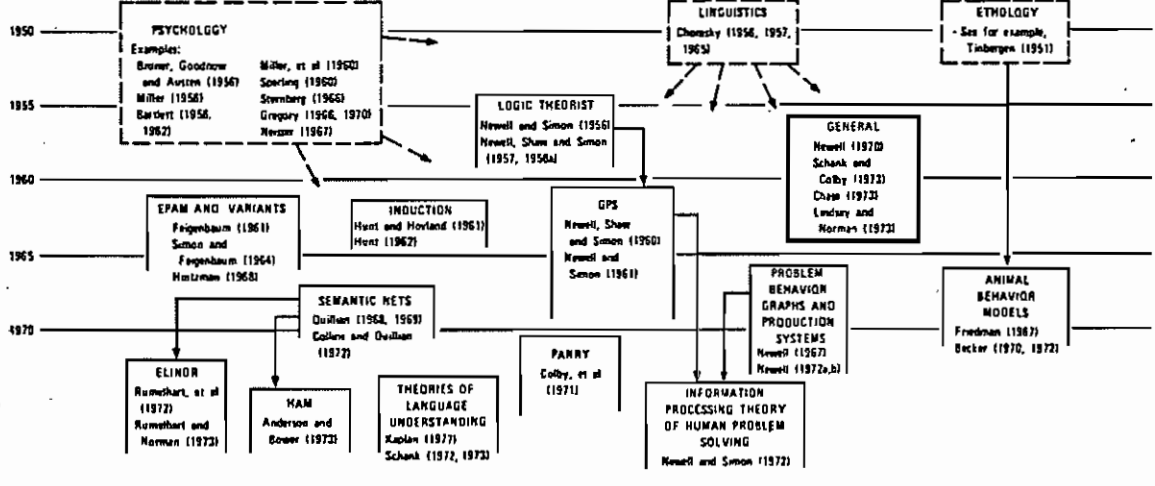 1950
1955
1960
1965
1970
PSYCHOLOGY
Examples:
Bruner, Goodnow
and Austen (1956)
Miller (1956)
Bartlett (1958,
1962)
Miller, et al (1960)
Sperling (1960)
Sternberg (1966)
Gregory (1966, 1970)
Neisser (1967)
LINGUISTICS
Chomsky (1956, 1957,
1965)
ETHOLOGY
- See for example,
Tinbergen (1951)
LOGIC THEORIST
Newell and Simon (1956)
Newell, Shaw and Simon
(1957, 1958a)
GENERAL
Newell (1970)
Schank and
Colby (1973)
Chase (1973)
Lindsay and
Norman (1973)
EPAM AND VARIANTS
Feigenbaum (1961)
Simon and
Feigenbaum (1964)
Hintzman (1968)
INDUCTION
Hunt and Hovland (1961)
Hunt (1962)
GPS
Newell, Shaw
and Simon (1960)
Newell and
Simon (1961)
PROBLEM
BEHAVIOR
GRAPHS AND
PRODUCTION
SYSTEMS
Newell (1967)
Newell (1972a,b)
ANIMAL
BEHAVIOR
MODELS
Friedman (1967)
Becker (1970, 1972)
SEMANTIC NETS
Quillian (1968, 1969)
Collins and Quillian
(1972)
ELINOR
Rumelhart, et al
(1972)
Rumelhart and
Norman (1973)
HAM
Anderson and
Bower (1973)
THEORIES OF
LANGUAGE
UNDERSTANDING
Kaplan (1977)
Schank (1972, 1973)
PARRY
Colby, et al
(1971)
INFORMATION
PROCESSING THEORY
OF HUMAN PROBLEM
SOLVING
Newell and Simon (1972)